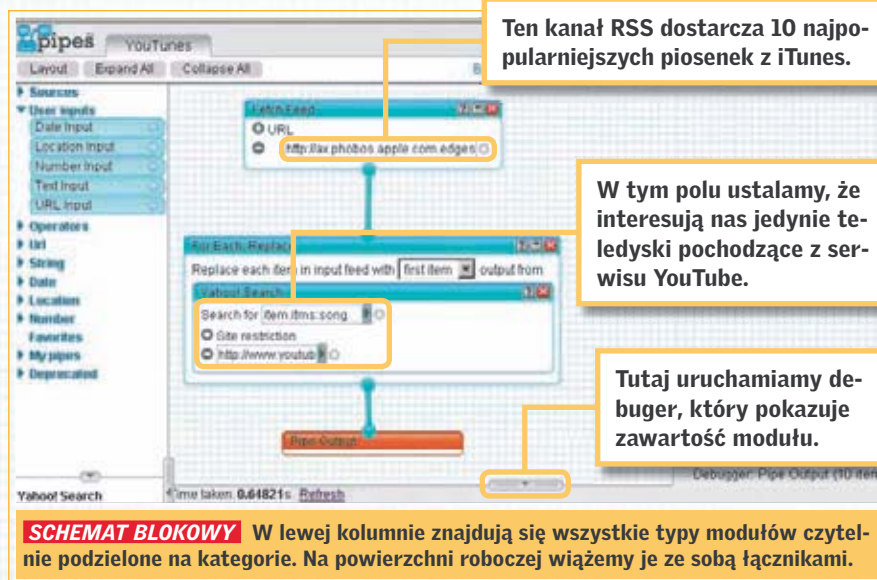 pipes YouTunes
Layout Expand All Collapse All
Ten kanał RSS dostarcza 10 najpo-
pularniejszych piosenek z iTunes.
Sources
User inputs
Date Input
Location Input
Number Input
Text Input
URL Input
Operators
Url
String
Date
Location
Number
Favorites
My pipes
Deprecated
Yahoo! Search
Fetch Feed
URL
http://ax.phobos.apple.com.edges
W tym polu ustalamy, że
interesują nas jedynie te-
ledyski pochodzące z ser-
wisu YouTube.
For Each: Replace
Replace each item in input feed with first item output from
Yahoo! Search
Search for item.itms:song
Site restriction
http://www.youtub
Tutaj uruchamiamy de-
buger, który pokazuje
zawartość modułu.
Pipe Output
Debugger: Pipe Output (10 item
Time taken: 0.64821s Refresh
SCHEMAT BLOKOWY W lewej kolumnie znajdują się wszystkie typy modułów czytel-
nie podzielone na kategorie. Na powierzchni roboczej wiążemy je ze sobą łącznikami.